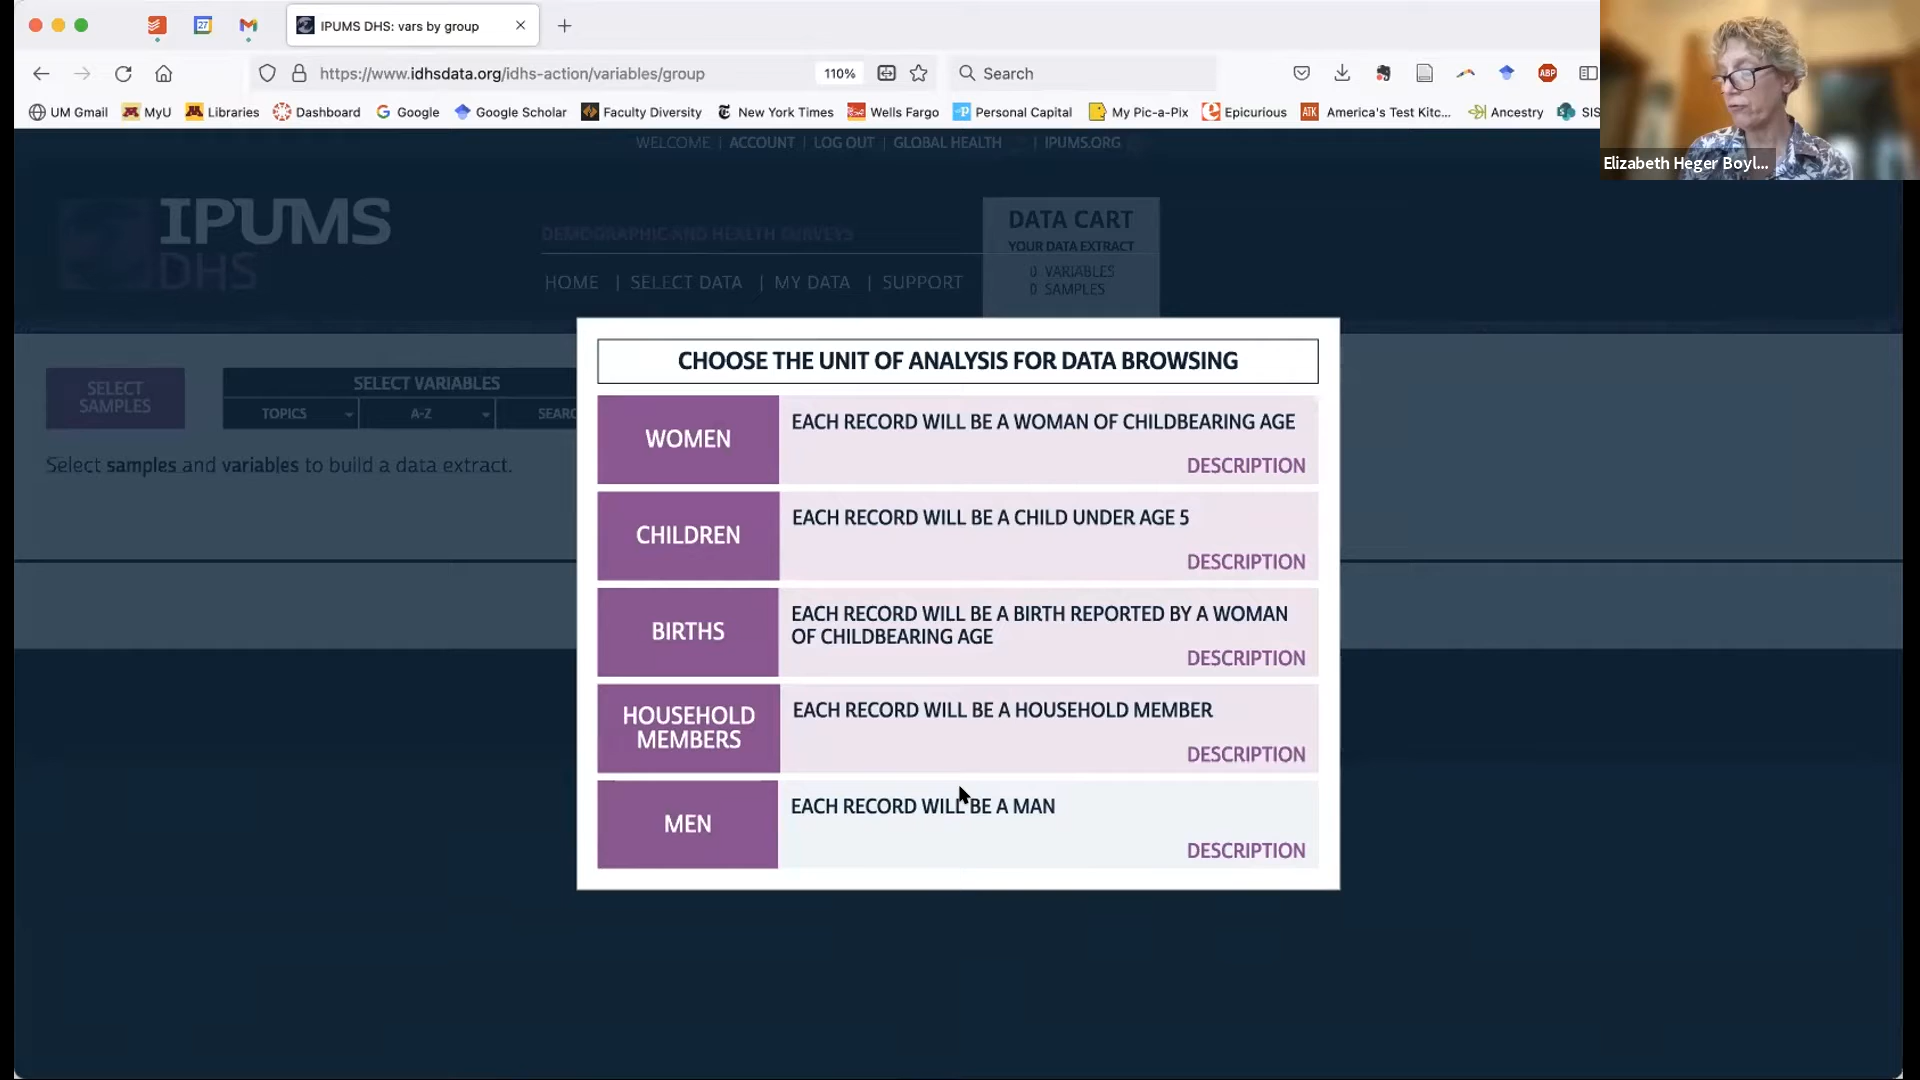 IPUMS DHS: vars by group
https://www.idhsdata.org/idhs-action/variables/group
110%
Search
UM Gmail
MyU
Libraries
Dashboard
Google
Google Scholar
Faculty Diversity
New York Times
Wells Fargo
Personal Capital
My Pic-a-Pix
Epicurious
America's Test Kitc...
Ancestry
SIS
Elizabeth Heger Boyl...
WELCOME | ACCOUNT | LOG OUT | GLOBAL HEALTH | IPUMS.ORG
IPUMS
DHS
DEMOGRAPHIC AND HEALTH SURVEYS
HOME | SELECT DATA | MY DATA | SUPPORT
DATA CART
YOUR DATA EXTRACT
0 VARIABLES
0 SAMPLES
SELECT
SAMPLES
SELECT VARIABLES
TOPICS
A-Z
SEARC
Select samples and variables to build a data extract.
CHOOSE THE UNIT OF ANALYSIS FOR DATA BROWSING
WOMEN
EACH RECORD WILL BE A WOMAN OF CHILDBEARING AGE
DESCRIPTION
CHILDREN
EACH RECORD WILL BE A CHILD UNDER AGE 5
DESCRIPTION
BIRTHS
EACH RECORD WILL BE A BIRTH REPORTED BY A WOMAN
OF CHILDBEARING AGE
DESCRIPTION
HOUSEHOLD
MEMBERS
EACH RECORD WILL BE A HOUSEHOLD MEMBER
DESCRIPTION
MEN
EACH RECORD WILL BE A MAN
DESCRIPTION
27
ABP
ATK